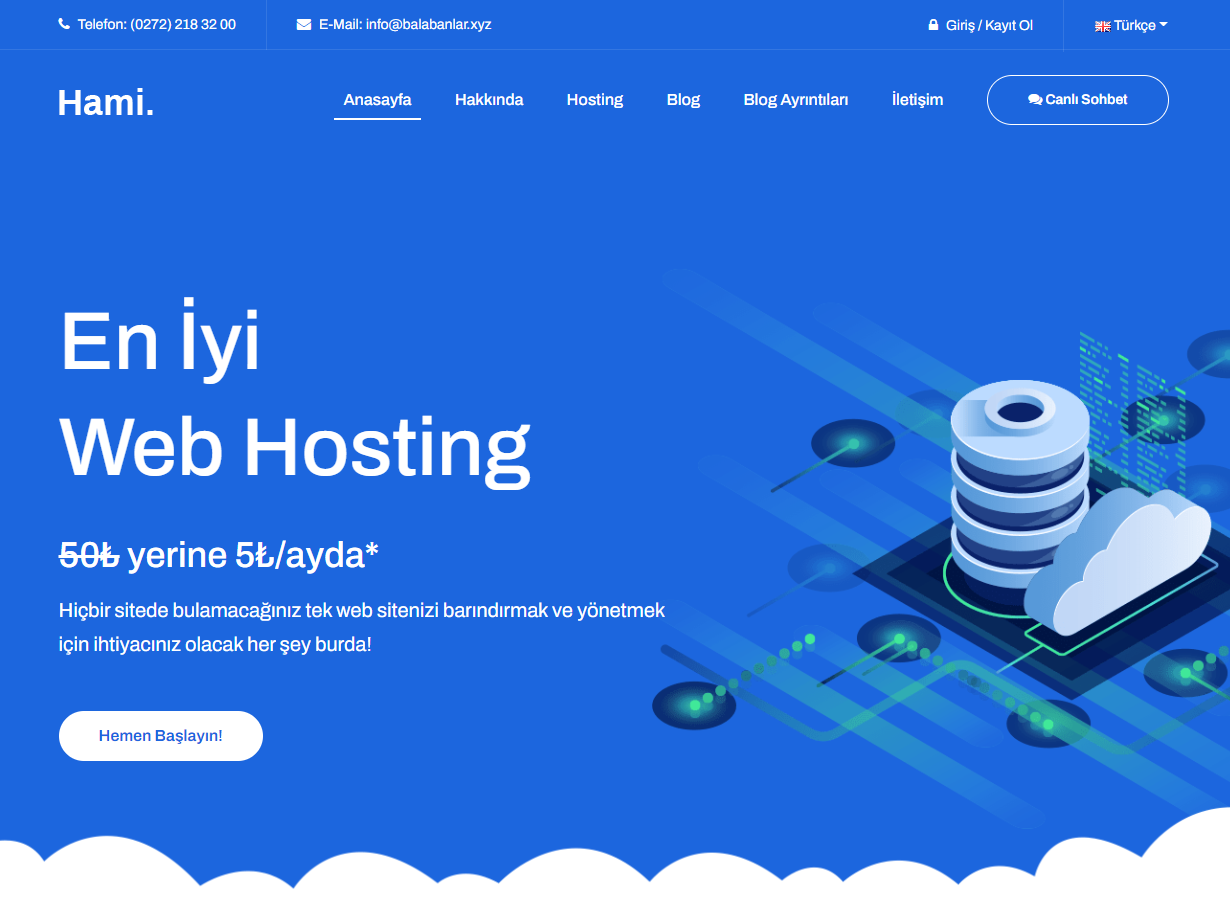 Telefon: (0272) 218 32 00
E-Mail: info@balabanlar.xyz
Giriş / Kayıt Ol
Türkçe
Hami.
Anasayfa
Hakkında
Hosting
Blog
Blog Ayrıntıları
İletişim
Canlı Sohbet
En İyi
Web Hosting
50₺ yerine 5₺/ayda*
Hiçbir sitede bulamacağınız tek web sitenizi barındırmak ve yönetmek
için ihtiyacınız olacak her şey burda!
Hemen Başlayın!